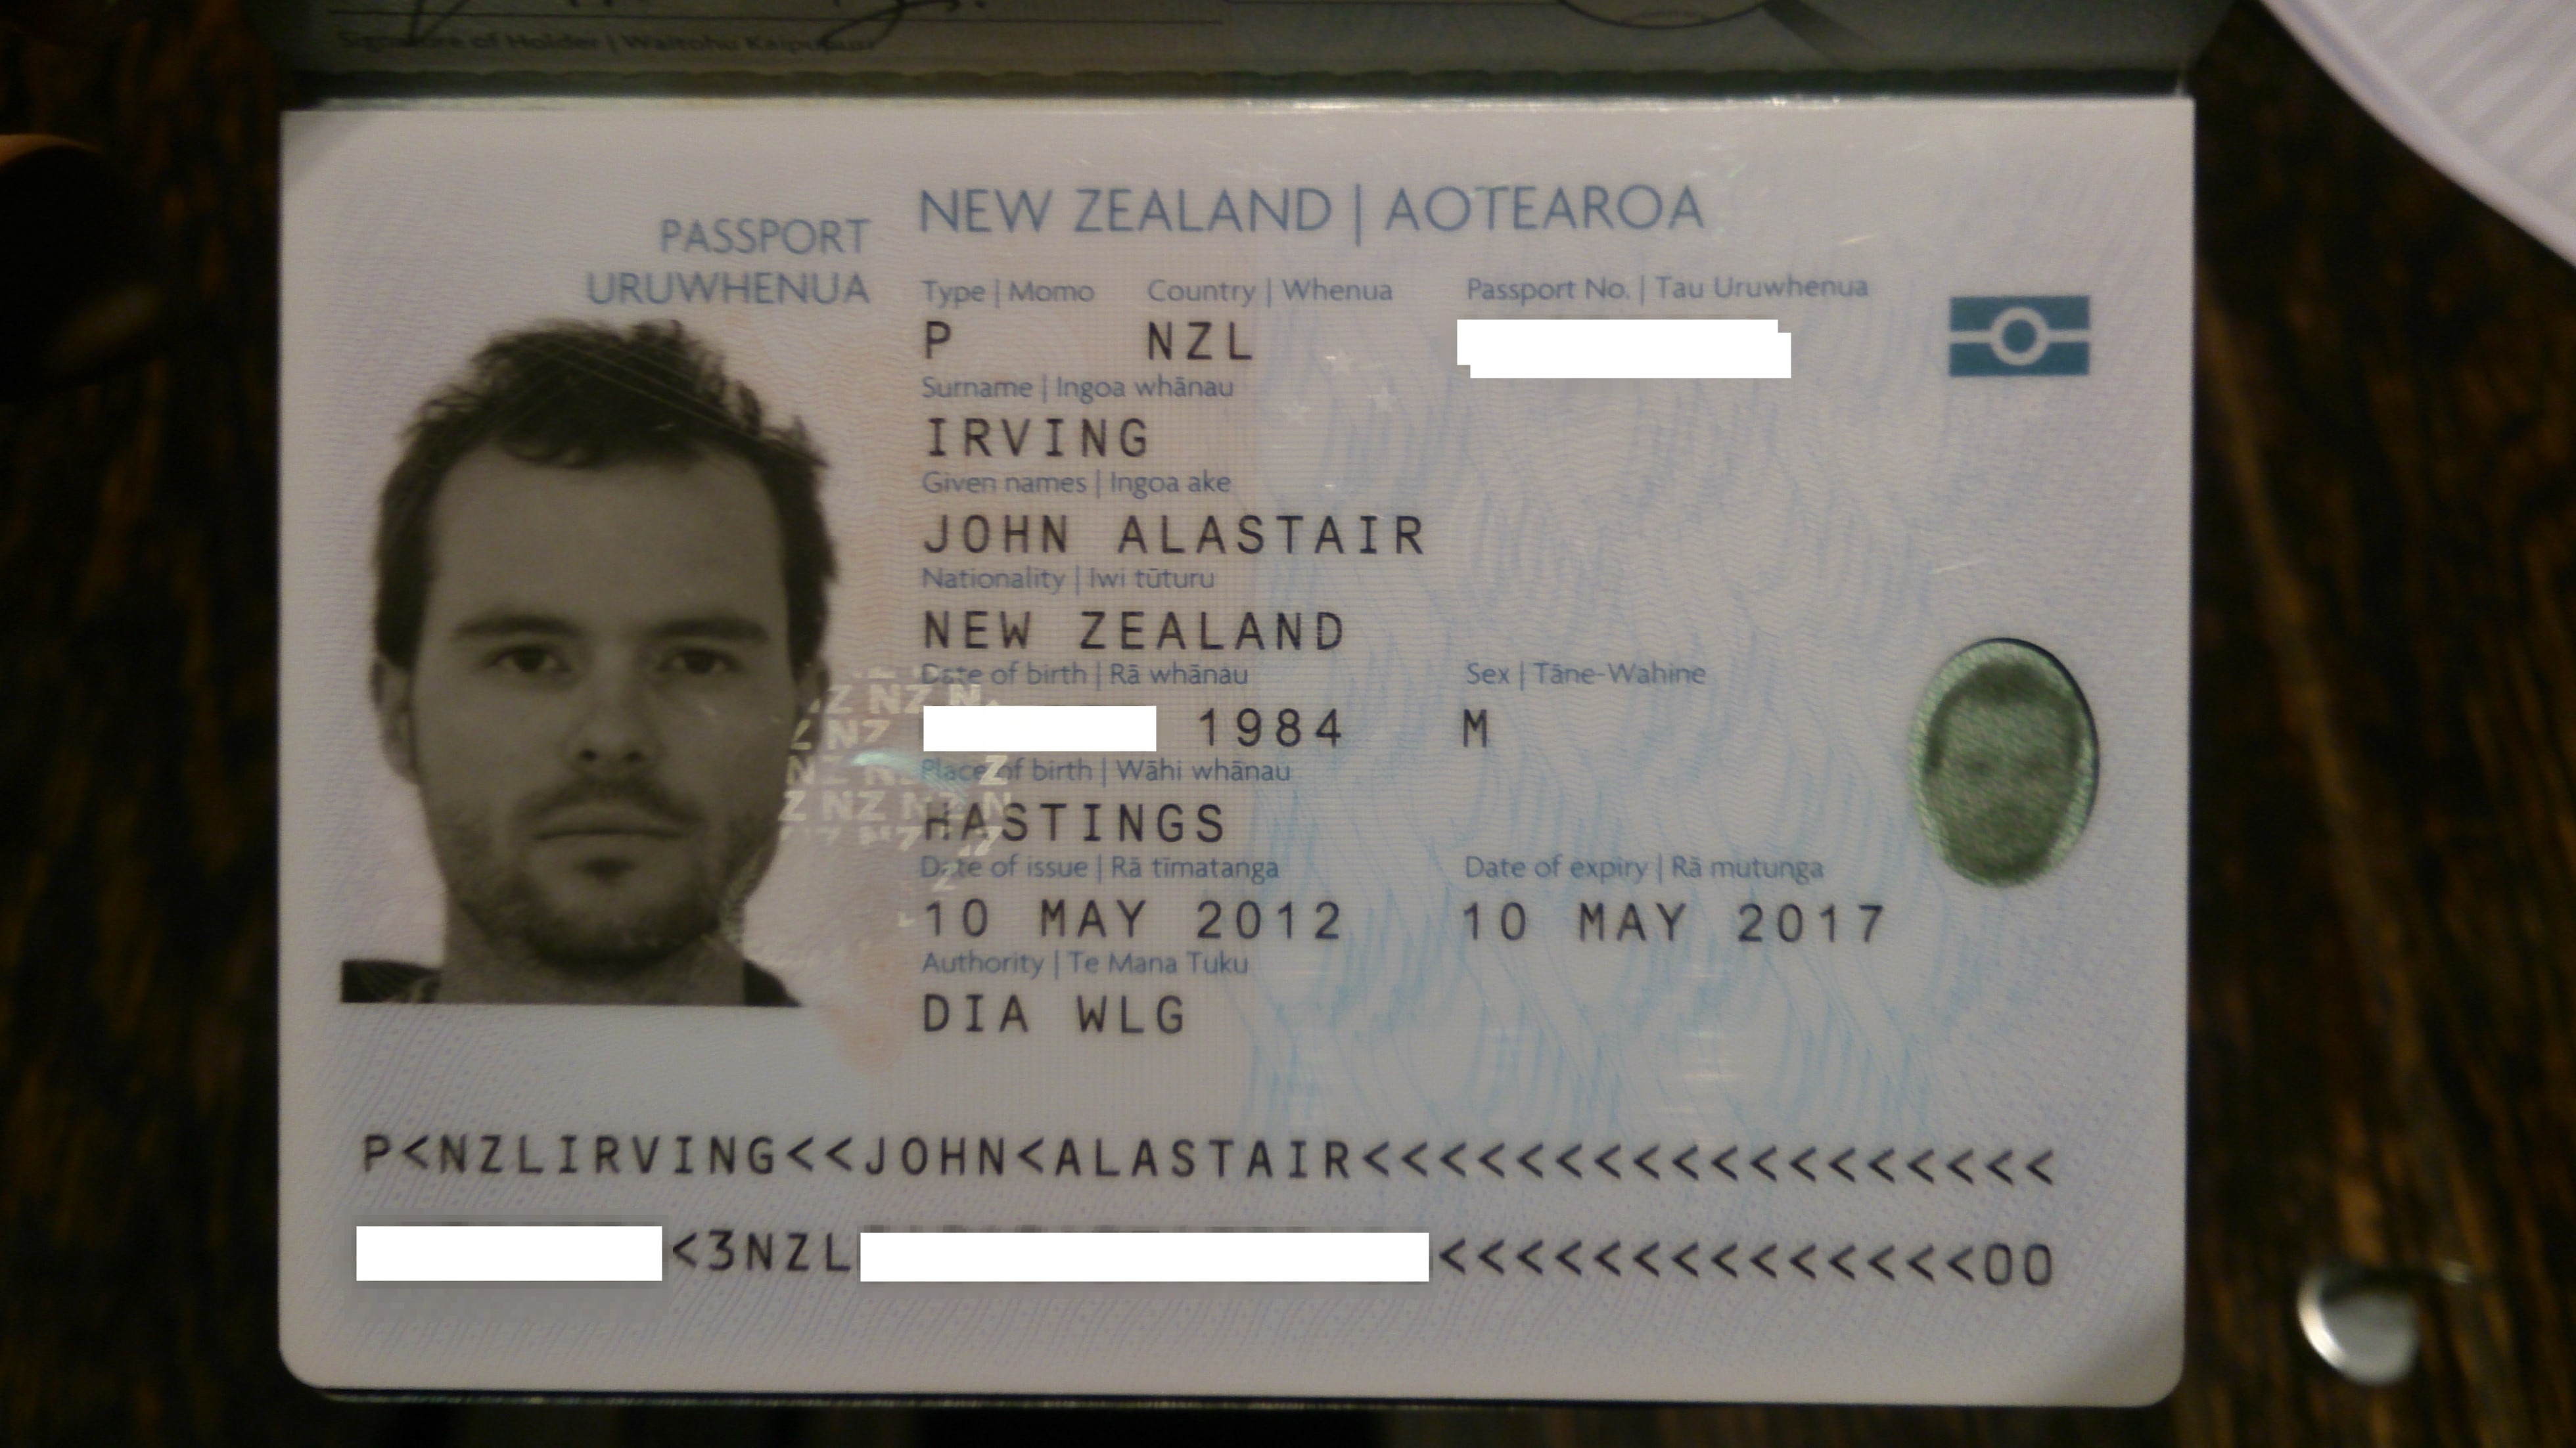 Signature of Holder | Waitohu Kaipupuri
PASSPORT
URUWHENUA
NEW ZEALAND | AOTEAROA
Type | Momo Country | Whenua Passport No. | Tau Uruwhenua
P NZL
Surname | Ingoa whānau
IRVING
Given names | Ingoa ake
JOHN ALASTAIR
Nationality | Iwi tūturu
NEW ZEALAND
Date of birth | Rā whānau Sex | Tāne-Wahine
1984 M
Place of birth | Wāhi whānau
HASTINGS
Date of issue | Rā tīmatanga Date of expiry | Rā mutunga
10 MAY 2012 10 MAY 2017
Authority | Te Mana Tuku
DIA WLG
P<NZLIRVING<<JOHN<ALASTAIR<<<<<<<<<<<<<<<<<<
<3NZL <<<<<<<<<<<<<<00